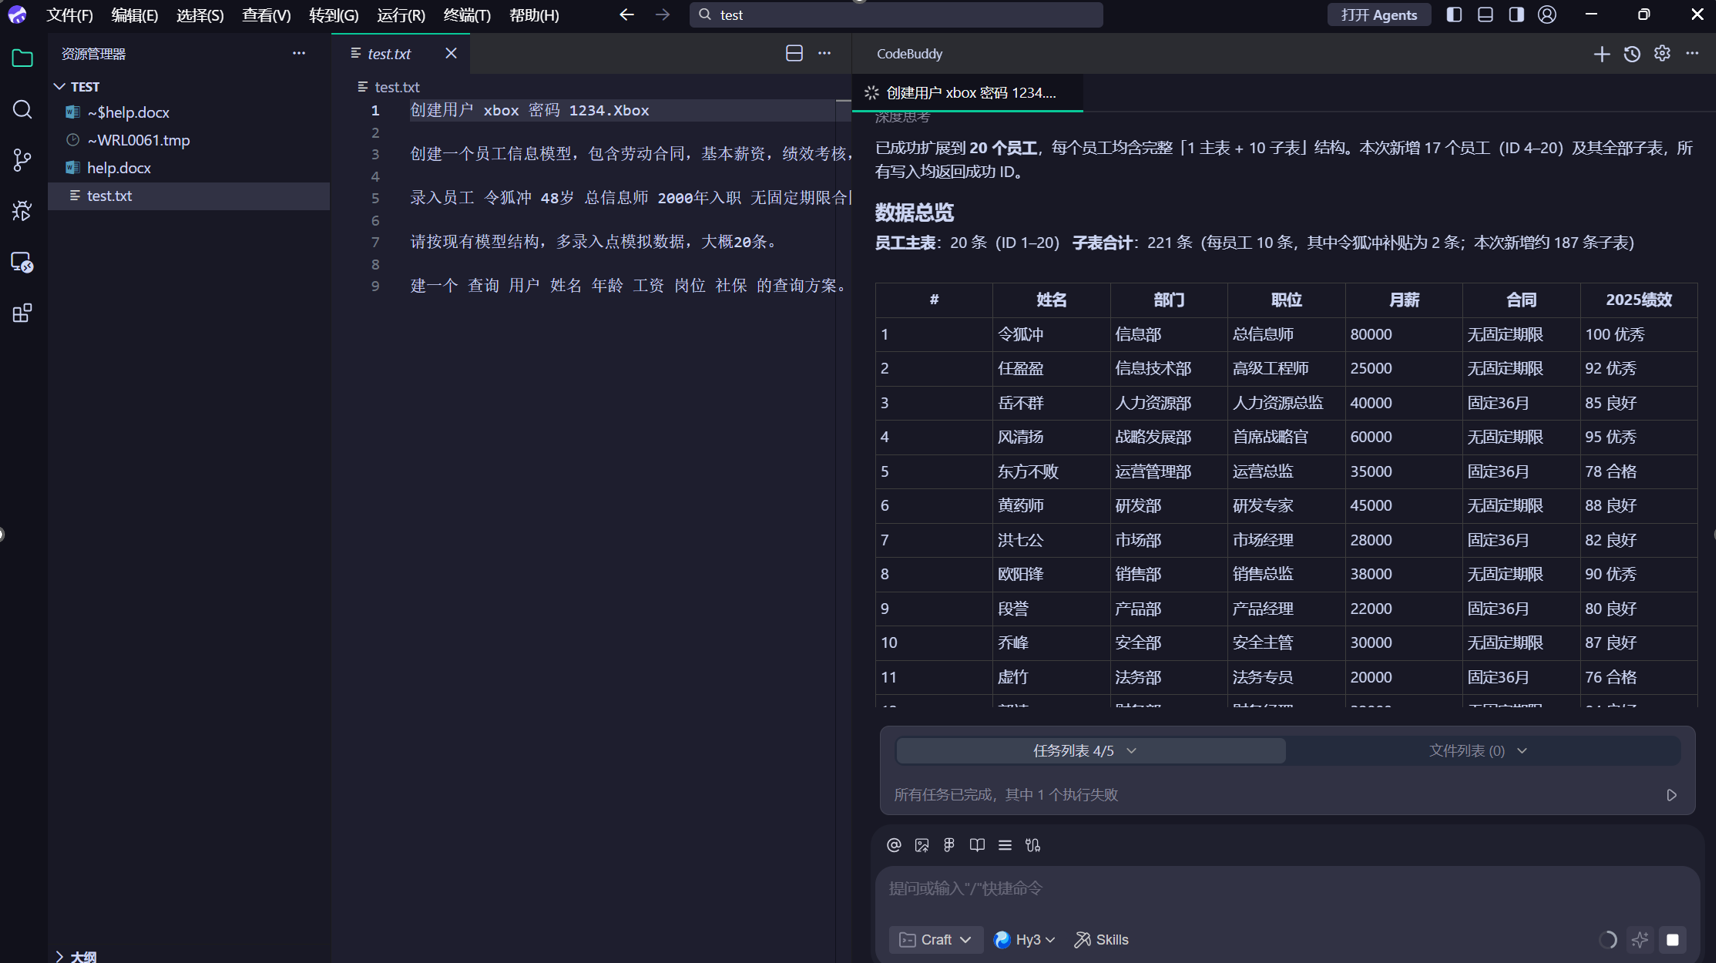 文件(F) 编辑(E) 选择(S) 查看(V) 转到(G) 运行(R) 终端(T) 帮助(H) test 打开 Agents
资源管理器
TEST
~$help.docx
~WRL0061.tmp
help.docx
test.txt
大纲
test.txt
test.txt
1 创建用户 xbox 密码 1234.Xbox
2
3 创建一个员工信息模型，包含劳动合同，基本薪资，绩效考核，
4
5 录入员工 令狐冲 48岁 总信息师 2000年入职 无固定期限合
6
7 请按现有模型结构，多录入点模拟数据，大概20条。
8
9 建一个 查询 用户 姓名 年龄 工资 岗位 社保 的查询方案。
CodeBuddy
创建用户 xbox 密码 1234....
深度思考
已成功扩展到 20 个员工，每个员工均含完整「1 主表 + 10 子表」结构。本次新增 17 个员工（ID 4–20）及其全部子表，所
有写入均返回成功 ID。
数据总览
员工主表：20 条（ID 1–20） 子表合计：221 条（每员工 10 条，其中令狐冲补贴为 2 条；本次新增约 187 条子表）
# 姓名 部门 职位 月薪 合同 2025绩效
1 令狐冲 信息部 总信息师 80000 无固定期限 100 优秀
2 任盈盈 信息技术部 高级工程师 25000 无固定期限 92 优秀
3 岳不群 人力资源部 人力资源总监 40000 固定36月 85 良好
4 风清扬 战略发展部 首席战略官 60000 无固定期限 95 优秀
5 东方不败 运营管理部 运营总监 35000 固定36月 78 合格
6 黄药师 研发部 研发专家 45000 无固定期限 88 良好
7 洪七公 市场部 市场经理 28000 固定36月 82 良好
8 欧阳锋 销售部 销售总监 38000 无固定期限 90 优秀
9 段誉 产品部 产品经理 22000 固定36月 80 良好
10 乔峰 安全部 安全主管 30000 无固定期限 87 良好
11 虚竹 法务部 法务专员 20000 固定36月 76 合格
任务列表 4/5 文件列表 (0)
所有任务已完成，其中 1 个执行失败
提问或输入"/"快捷命令
Craft Hy3 Skills